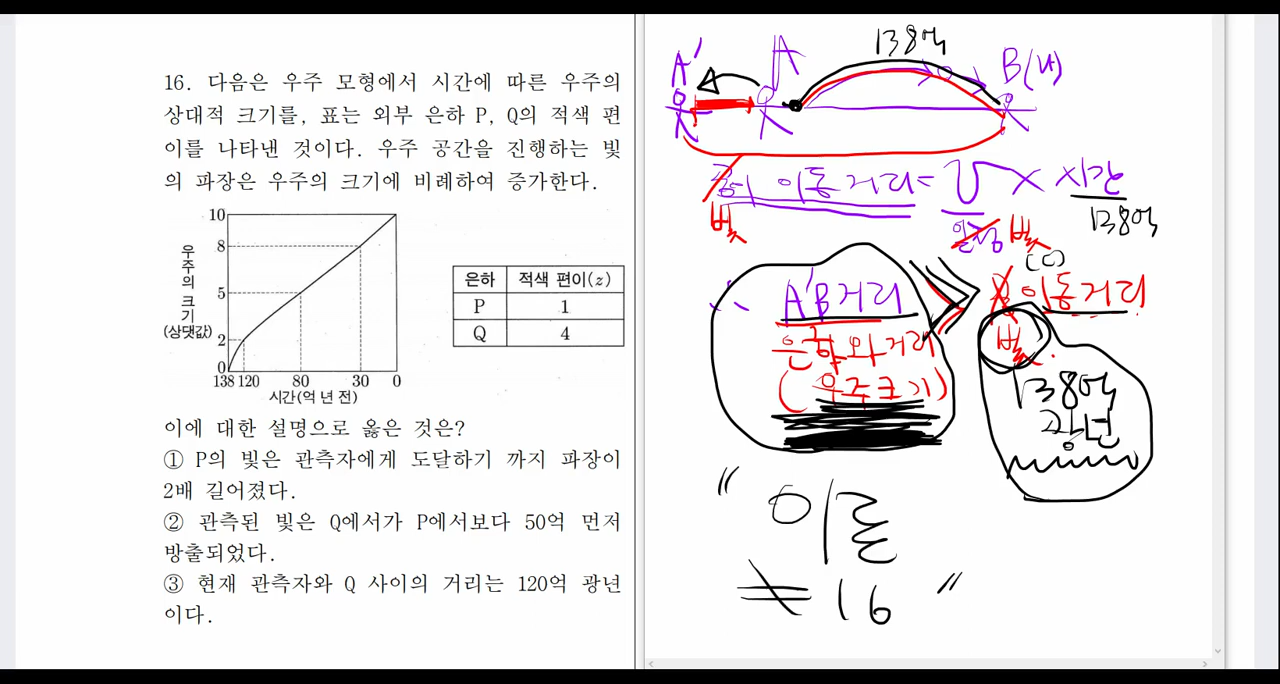 16. 다음은 우주 모형에서 시간에 따른 우주의
상대적 크기를, 표는 외부 은하 P, Q의 적색 편
이를 나타낸 것이다. 우주 공간을 진행하는 빛
의 파장은 우주의 크기에 비례하여 증가한다.
우주의 크기
(상댓값)
10
8
5
2
0
138 120 80 30 0
시간(억 년 전)
은하 적색 편이(z)
P 1
Q 4
이에 대한 설명으로 옳은 것은?
① P의 빛은 관측자에게 도달하기 까지 파장이
2배 길어졌다.
② 관측된 빛은 Q에서가 P에서보다 50억 먼저
방출되었다.
③ 현재 관측자와 Q 사이의 거리는 120억 광년
이다.
138억
A' A B(나)
이동거리= v × 시간
빛 일정 빛 138억
(C)
∴ A'B거리 > 이동거리
은하와거리 빛
(우주크기)
138억
광년
"이론
≠ 16"